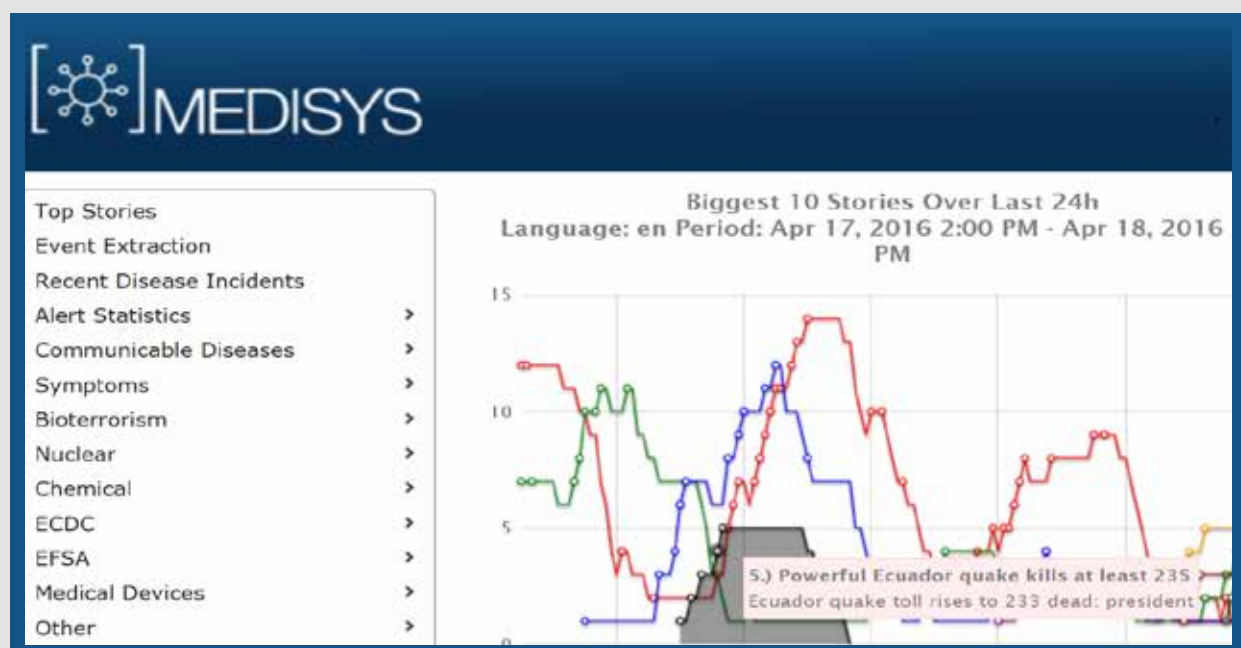 MEDISYS
Top Stories
Event Extraction
Recent Disease Incidents
Alert Statistics >
Communicable Diseases >
Symptoms >
Bioterrorism >
Nuclear >
Chemical >
ECDC >
EFSA >
Medical Devices >
Other >
Biggest 10 Stories Over Last 24h
Language: en Period: Apr 17, 2016 2:00 PM - Apr 18, 2016
PM
15
10
5
0
5.) Powerful Ecuador quake kills at least 235
Ecuador quake toll rises to 233 dead: president